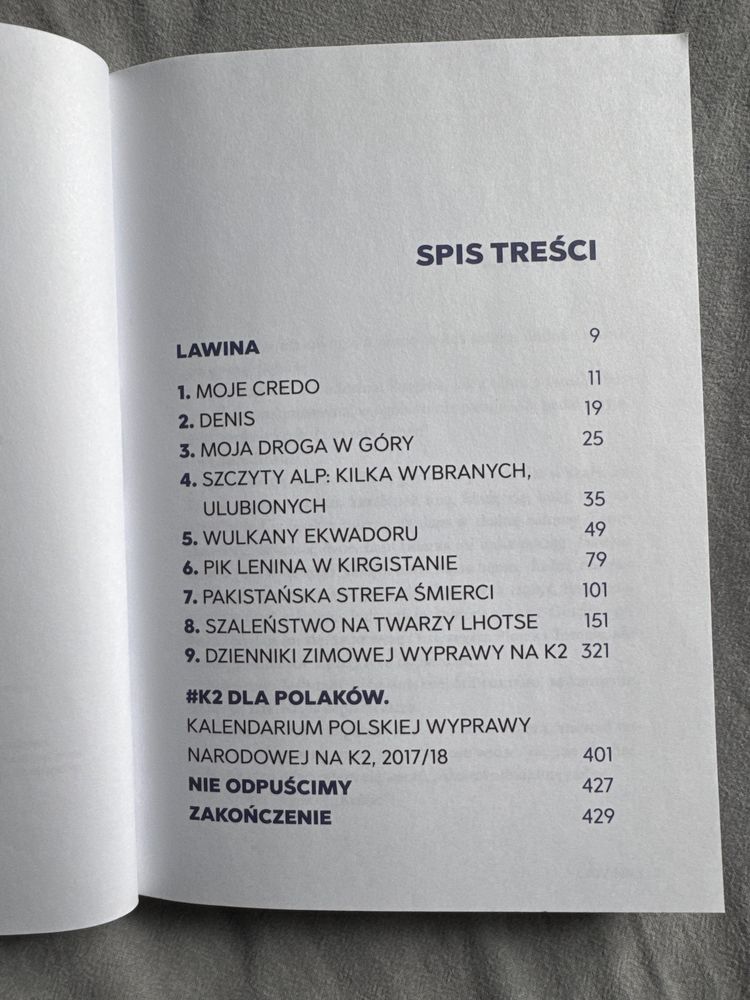 SPIS TREŚCI
LAWINA 9
1. MOJE CREDO 11
2. DENIS 19
3. MOJA DROGA W GÓRY 25
4. SZCZYTY ALP: KILKA WYBRANYCH,
ULUBIONYCH 35
5. WULKANY EKWADORU 49
6. PIK LENINA W KIRGISTANIE 79
7. PAKISTAŃSKA STREFA ŚMIERCI 101
8. SZALEŃSTWO NA TWARZY LHOTSE 151
9. DZIENNIKI ZIMOWEJ WYPRAWY NA K2 321
#K2 DLA POLAKÓW.
KALENDARIUM POLSKIEJ WYPRAWY
NARODOWEJ NA K2, 2017/18 401
NIE ODPUŚCIMY 427
ZAKOŃCZENIE 429